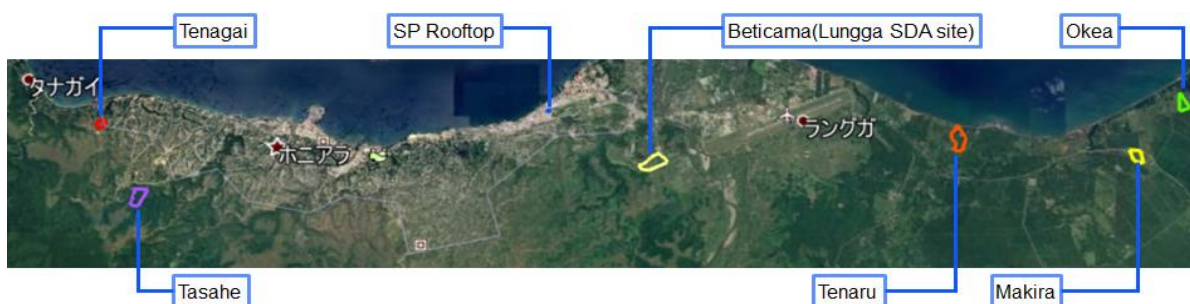 Tenagai
SP Rooftop
Beticama(Lungga SDA site)
Okea
タナガイ
ホニアラ
ラングガ
Tasahe
Tenaru
Makira